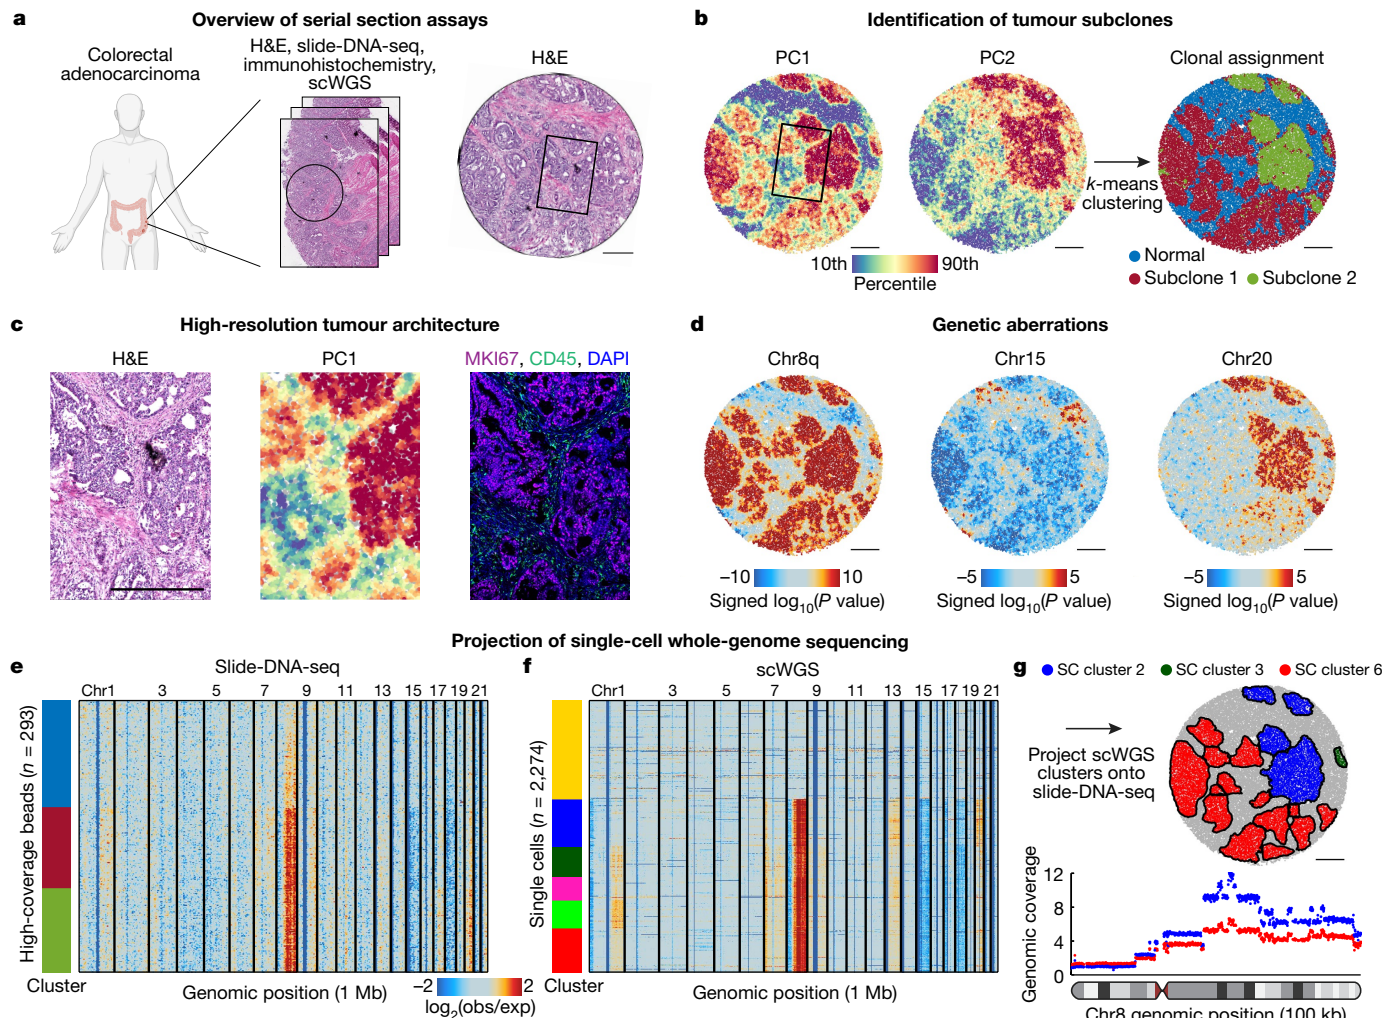 a
Overview of serial section assays
Colorectal
adenocarcinoma
H&E, slide-DNA-seq,
immunohistochemistry,
scWGS
H&E
b
Identification of tumour subclones
PC1
PC2
Clonal assignment
k-means
clustering
10th
90th
Percentile
Normal
Subclone 1
Subclone 2
c
High-resolution tumour architecture
H&E
PC1
MKI67, CD45, DAPI
d
Genetic aberrations
Chr8q
Chr15
Chr20
–10
10
Signed log10(P value)
–5
5
Signed log10(P value)
–5
5
Signed log10(P value)
Projection of single-cell whole-genome sequencing
e
Slide-DNA-seq
Chr1 3 5 7 9 11 13 15 17 19 21
High-coverage beads (n = 293)
Cluster
Genomic position (1 Mb)
–2
2
log2(obs/exp)
f
scWGS
Chr1 3 5 7 9 11 13 15 17 19 21
Single cells (n = 2,274)
Cluster
Genomic position (1 Mb)
g
SC cluster 2
SC cluster 3
SC cluster 6
Project scWGS
clusters onto
slide-DNA-seq
Genomic coverage
12
8
4
0
Chr8 genomic position (100 kb)